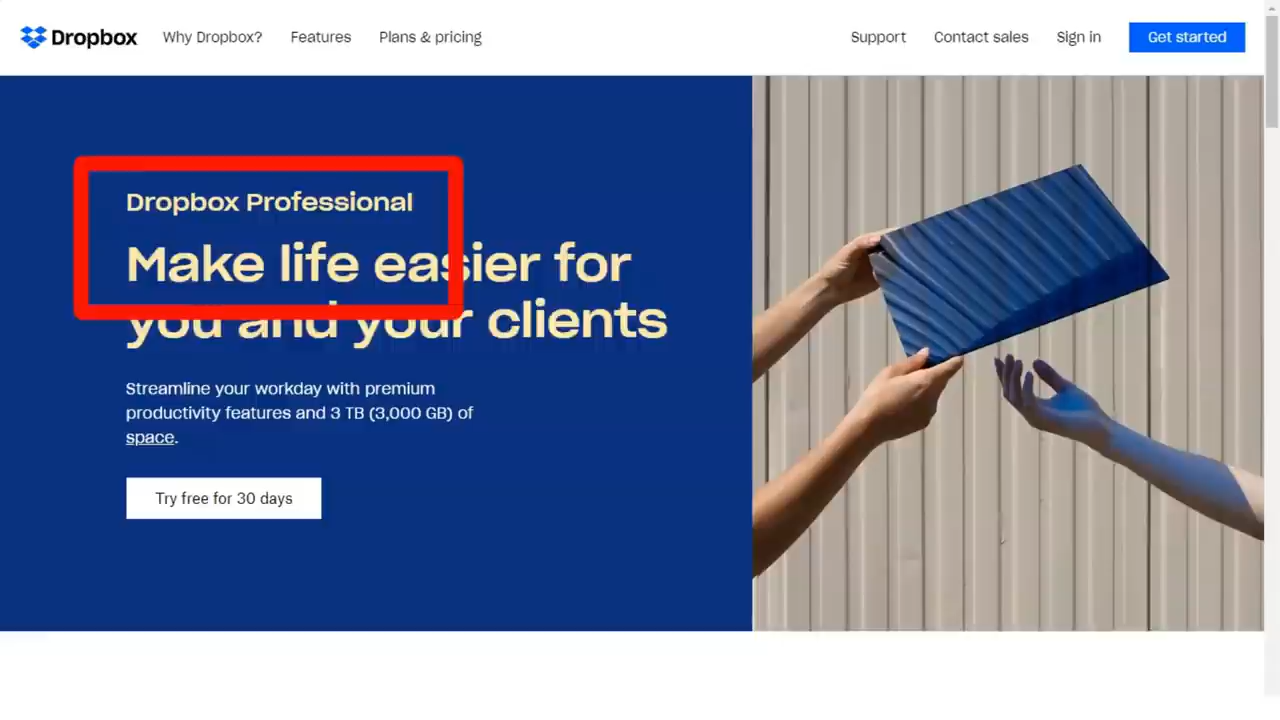 Dropbox
Why Dropbox?
Features
Plans & pricing
Support
Contact sales
Sign in
Get started
Dropbox Professional
Make life easier for
you and your clients
Streamline your workday with premium
productivity features and 3 TB (3,000 GB) of
space.
Try free for 30 days